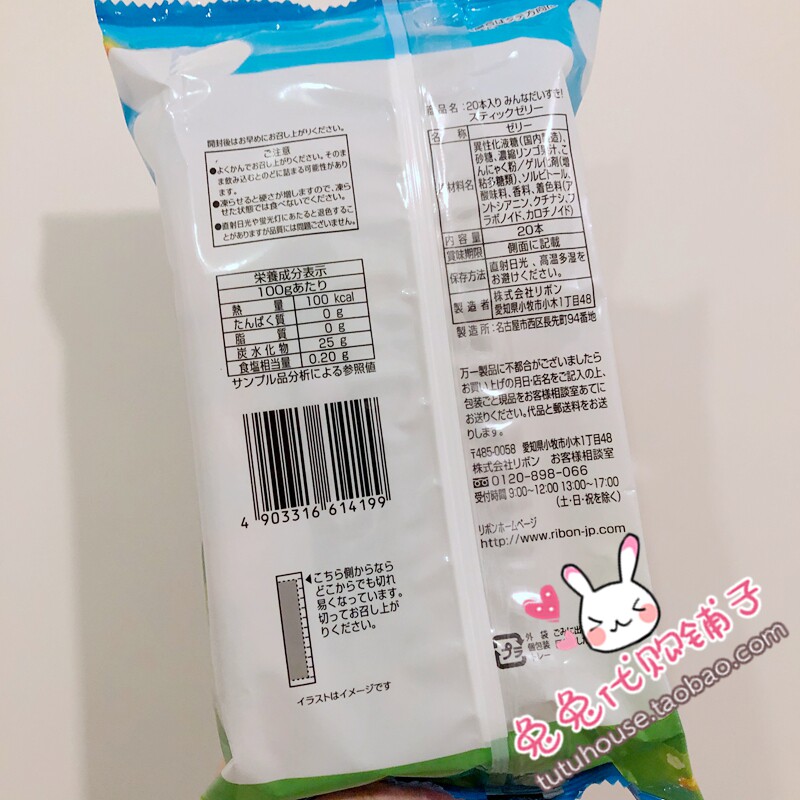 開封後はお早めにお召し上がりください。
ご注意
●よくかんでお召し上がりください。そのまま
飲み込むとのどに詰まる可能性があり
ます。
●凍らせると硬さが増しますので、凍ら
せた状態では食べないでください。
●直射日光や蛍光灯にあたると退色するこ
とがありますが品質には問題ございません。
栄養成分表示
100gあたり
熱量 100 kcal
たんぱく質 0 g
脂質 0 g
炭水化物 25 g
食塩相当量 0.20 g
サンプル品分析による参照値
4 903316 614199
こちら側からなら
どこからでも切れ
易くなっています。
切ってお召し上が
りください。
イラストはイメージです
商品名:20本入り みんなだいすき!
スティックゼリー
名称 ゼリー
原材料名 異性化液糖(国内製造)、
砂糖、濃縮リンゴ果汁、こ
んにゃく粉/ゲル化剤(増
粘多糖類)、ソルビトール、
酸味料、香料、着色料(ア
ントシアニン、クチナシ、フ
ラボノイド、カロチノイド)
内容量 20本
賞味期限 側面に記載
保存方法 直射日光、高温多湿を
お避けください。
製造者 株式会社リボン
愛知県小牧市小木1丁目48
製造所:名古屋市西区長先町94番地
万一製品に不都合がございましたら
お買い上げの月日・店名をご記入の上、
包装ごと現品をお客様相談室あてに
お送りください。代品と郵送料をお送
りします。
〒485-0058 愛知県小牧市小木1丁目48
株式会社リボン お客様相談室
0120-898-066
受付時間 9:00~12:00 13:00~17:00
(土・日・祝を除く)
リボンホームページ
http://www.ribon-jp.com
プラ
外袋
個包装
トレー
兔兔代购铺子
tutuhouse.taobao.com